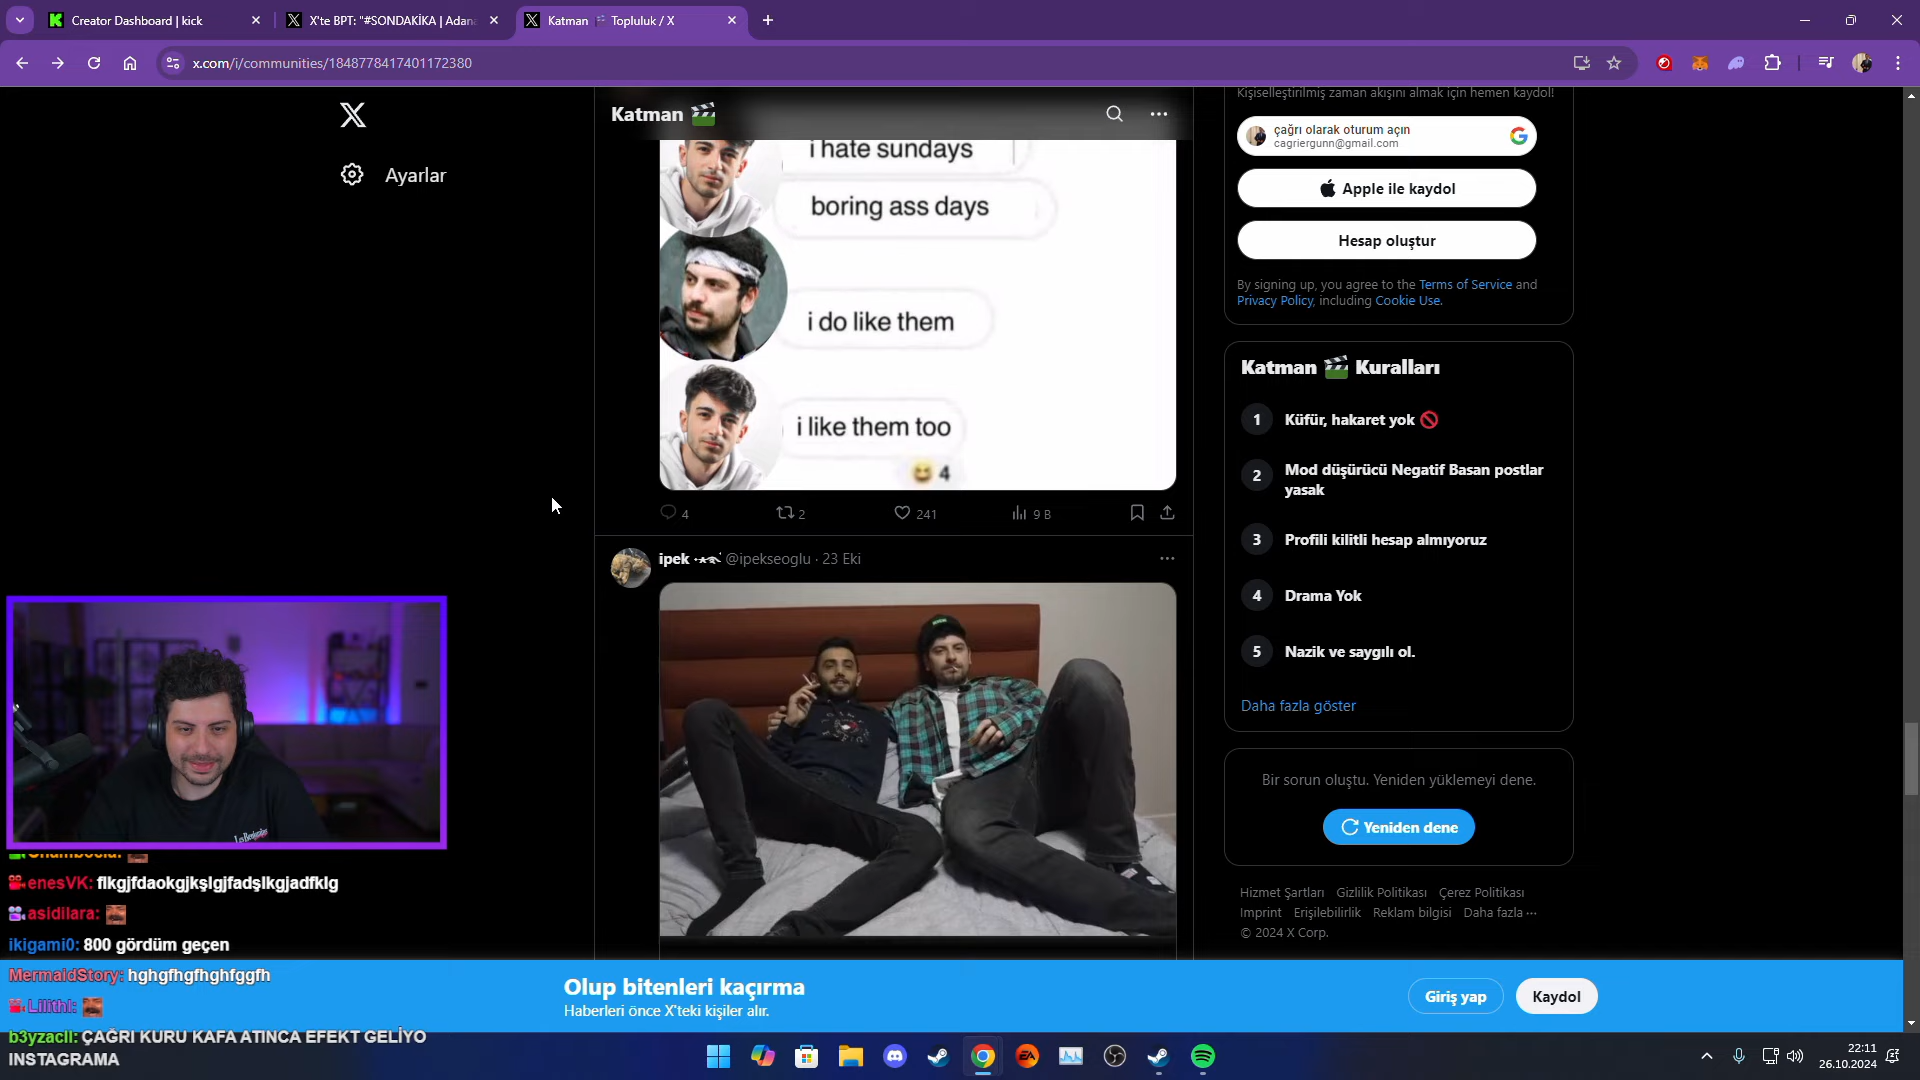 Creator Dashboard | kick
X'te BPT: "#SONDAKİKA | Adana
Katman 🎬 Topluluk / X
x.com/i/communities/1848778417401172380
Ayarlar
Katman 🎬
i hate sundays
boring ass days
i do like them
i like them too
😆 4
4
2
241
9 B
ipek
@ipekseoglu · 23 Eki
Kişiselleştirilmiş zaman akışını almak için hemen kaydol!
çağrı olarak oturum açın
cagriergunn@gmail.com
Apple ile kaydol
Hesap oluştur
By signing up, you agree to the Terms of Service and
Privacy Policy, including Cookie Use.
Katman 🎬 Kuralları
1 Küfür, hakaret yok 🚫
2 Mod düşürücü Negatif Basan postlar
yasak
3 Profili kilitli hesap almıyoruz
4 Drama Yok
5 Nazik ve saygılı ol.
Daha fazla göster
Bir sorun oluştu. Yeniden yüklemeyi dene.
Yeniden dene
Hizmet Şartları Gizlilik Politikası Çerez Politikası
Imprint Erişilebilirlik Reklam bilgisi Daha fazla ···
© 2024 X Corp.
enesVK: flkgjfdaokgjkşlgjfadşlkgjadfklg
asidilara:
ikigami0: 800 gördüm geçen
MermaidStory: hghgfhgfhghfggfh
Lilithl:
b3yzacll: ÇAĞRI KURU KAFA ATINCA EFEKT GELİYO
INSTAGRAMA
Olup bitenleri kaçırma
Haberleri önce X'teki kişiler alır.
Giriş yap
Kaydol
22:11
26.10.2024